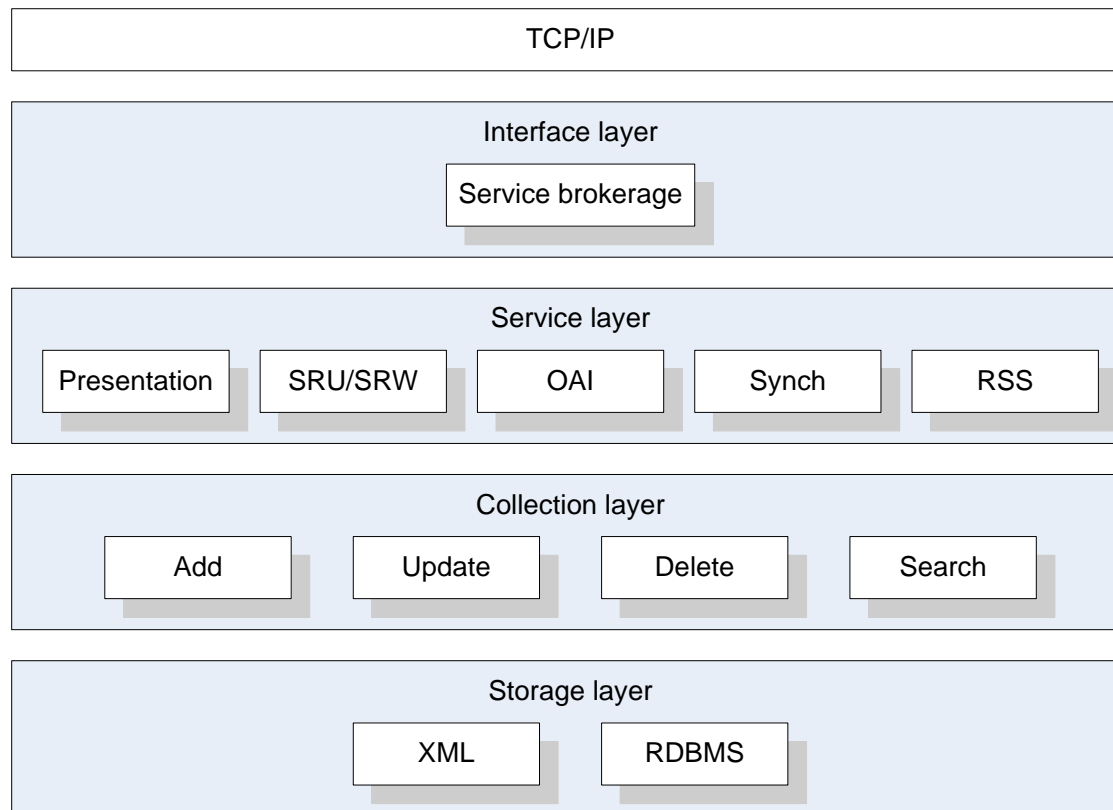 TCP/IP
Interface layer
Service brokerage
Service layer
Presentation
SRU/SRW
OAI
Synch
RSS
Collection layer
Add
Update
Delete
Search
Storage layer
XML
RDBMS